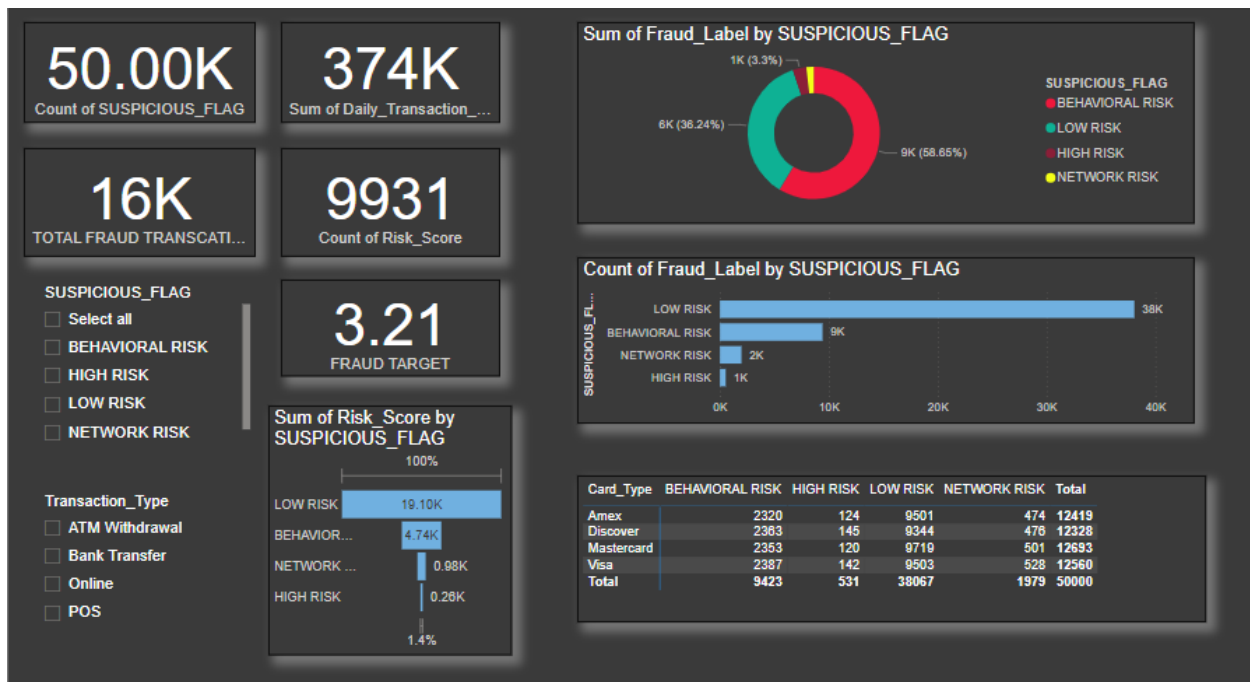 50.00K
Count of SUSPICIOUS_FLAG
374K
Sum of Daily_Transaction_...
16K
TOTAL FRAUD TRANSCATI...
9931
Count of Risk_Score
3.21
FRAUD TARGET
SUSPICIOUS_FLAG
Select all
BEHAVIORAL RISK
HIGH RISK
LOW RISK
NETWORK RISK
Transaction_Type
ATM Withdrawal
Bank Transfer
Online
POS
Sum of Risk_Score by
SUSPICIOUS_FLAG
100%
LOW RISK 19.10K
BEHAVIOR... 4.74K
NETWORK ... 0.98K
HIGH RISK 0.26K
1.4%
Sum of Fraud_Label by SUSPICIOUS_FLAG
1K (3.3%)
6K (36.24%)
9K (58.65%)
SUSPICIOUS_FLAG
BEHAVIORAL RISK
LOW RISK
HIGH RISK
NETWORK RISK
Count of Fraud_Label by SUSPICIOUS_FLAG
SUSPICIOUS_FL...
LOW RISK 38K
BEHAVIORAL RISK 9K
NETWORK RISK 2K
HIGH RISK 1K
0K 10K 20K 30K 40K
Card_Type BEHAVIORAL RISK HIGH RISK LOW RISK NETWORK RISK Total
Amex 2320 124 9501 474 12419
Discover 2363 145 9344 476 12328
Mastercard 2353 120 9719 501 12693
Visa 2387 142 9503 528 12560
Total 9423 531 38067 1979 50000